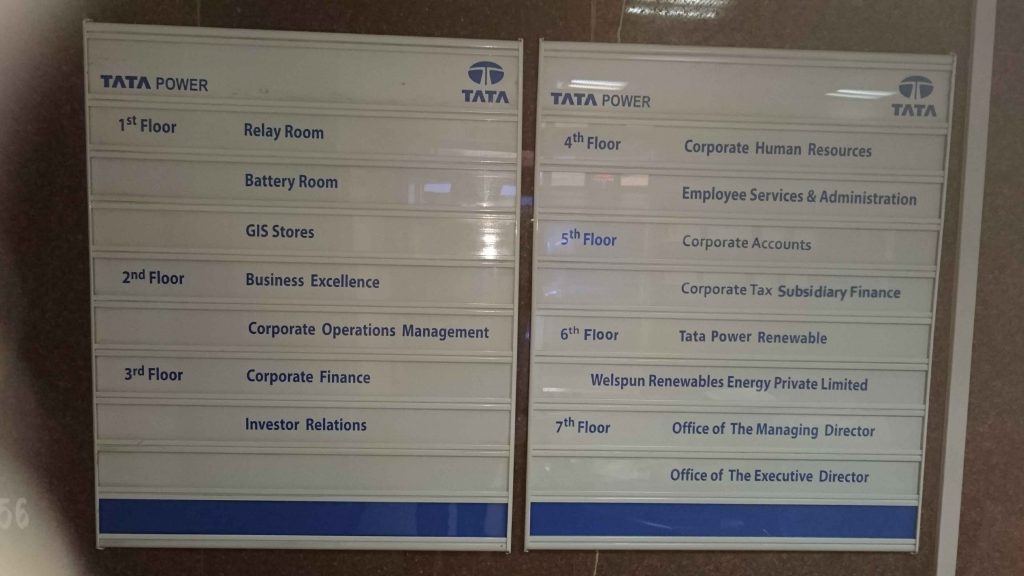 TATA POWER TATA
1st Floor Relay Room
Battery Room
GIS Stores
2nd Floor Business Excellence
Corporate Operations Management
3rd Floor Corporate Finance
Investor Relations
TATA POWER TATA
4th Floor Corporate Human Resources
Employee Services & Administration
5th Floor Corporate Accounts
Corporate Tax Subsidiary Finance
6th Floor Tata Power Renewable
Welspun Renewables Energy Private Limited
7th Floor Office of The Managing Director
Office of The Executive Director
56